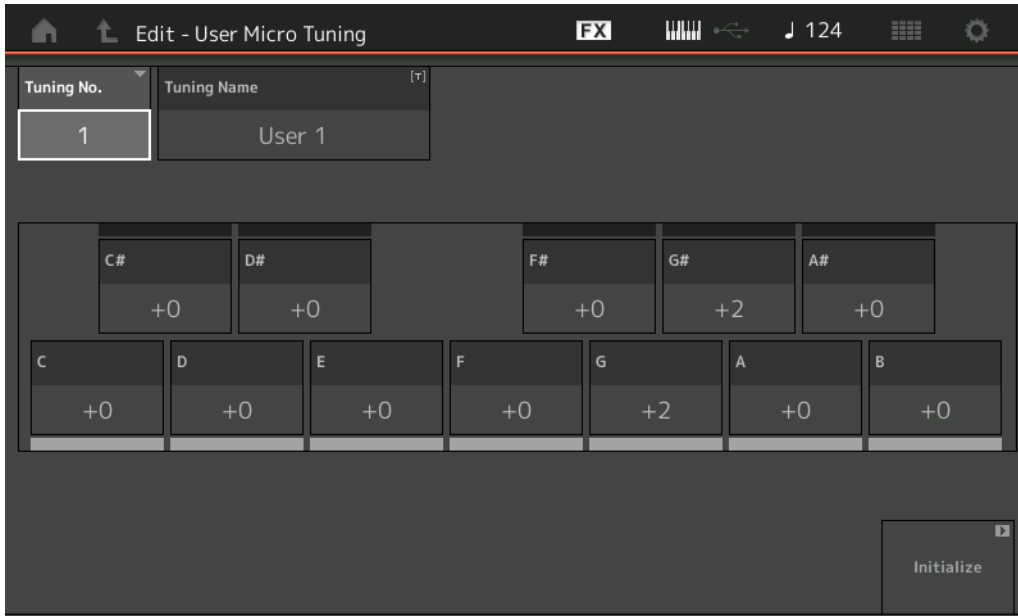 Edit - User Micro Tuning FX ♩ 124
Tuning No. Tuning Name [T]
1 User 1
C# D# F# G# A#
+0 +0 +0 +2 +0
C D E F G A B
+0 +0 +0 +0 +2 +0 +0
Initialize